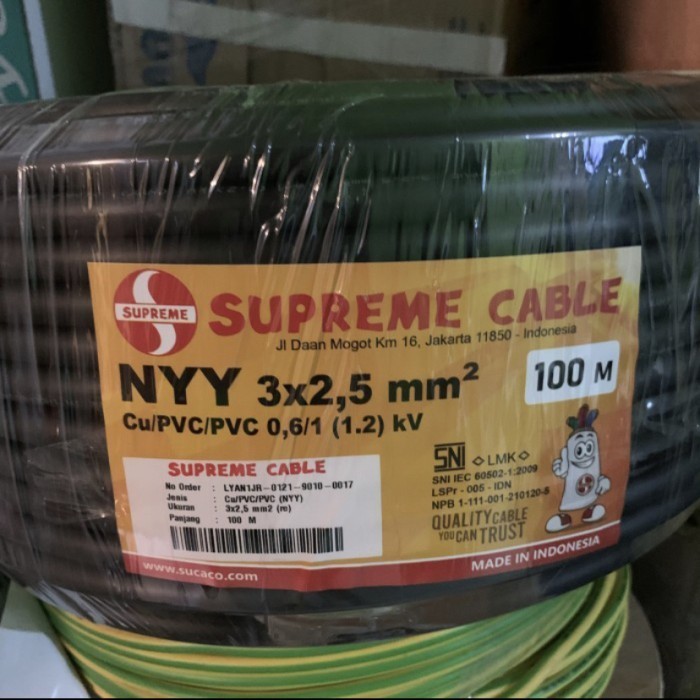 SUPREME
SUPREME CABLE
Jl Daan Mogot Km 16, Jakarta 11850 - Indonesia
NYY 3x2,5 mm²
100 M
Cu/PVC/PVC 0,6/1 (1.2) kV
SUPREME CABLE
No Order : LYAN1JR-0121-9010-0017
Jenis : Cu/PVC/PVC (NYY)
Ukuran : 3x2,5 mm2 (m)
Panjang : 100 M
SNI LMK
SNI IEC 60502-1:2009
LSPr - 005 - IDN
NPB 1-111-001-210120-5
QUALITY CABLE
YOU CAN TRUST
www.sucaco.com
MADE IN INDONESIA